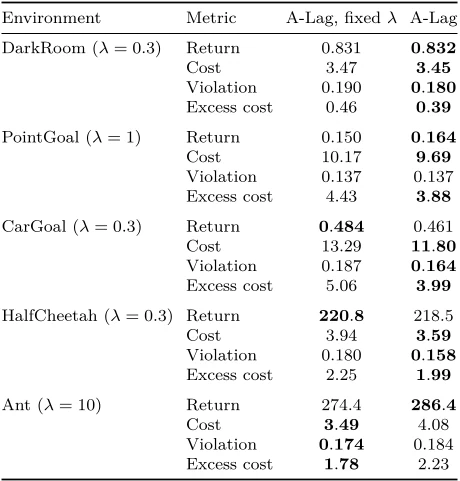 Environment Metric A-Lag, fixed λ A-Lag
DarkRoom (λ = 0.3) Return 0.831 0.832
Cost 3.47 3.45
Violation 0.190 0.180
Excess cost 0.46 0.39
PointGoal (λ = 1) Return 0.150 0.164
Cost 10.17 9.69
Violation 0.137 0.137
Excess cost 4.43 3.88
CarGoal (λ = 0.3) Return 0.484 0.461
Cost 13.29 11.80
Violation 0.187 0.164
Excess cost 5.06 3.99
HalfCheetah (λ = 0.3) Return 220.8 218.5
Cost 3.94 3.59
Violation 0.180 0.158
Excess cost 2.25 1.99
Ant (λ = 10) Return 274.4 286.4
Cost 3.49 4.08
Violation 0.174 0.184
Excess cost 1.78 2.23